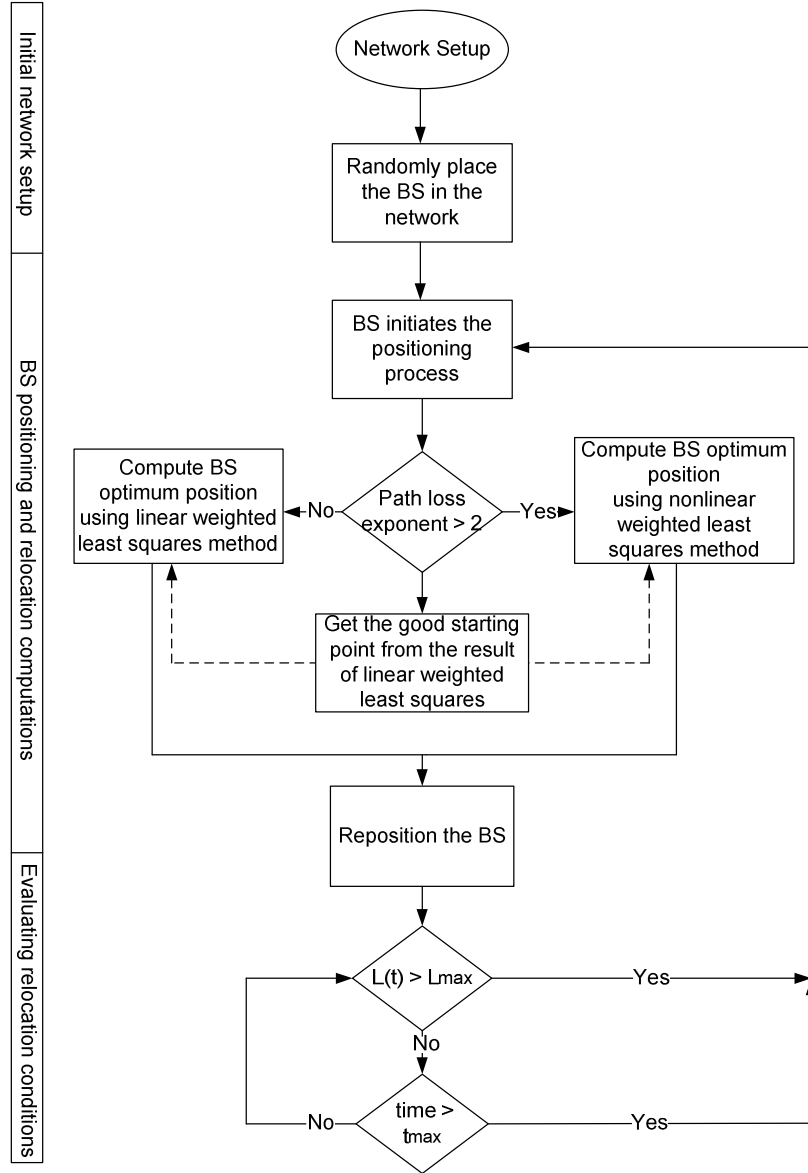 Initial network setup
BS positioning and relocation computations
Evaluating relocation conditions
Network Setup
Randomly place
the BS in the
network
BS initiates the
positioning
process
Compute BS
optimum position
using linear weighted
least squares method
No
Path loss
exponent > 2
Yes
Compute BS optimum
position
using nonlinear
weighted least
squares method
Get the good starting
point from the result
of linear weighted
least squares
Reposition the BS
L(t) > Lmax
Yes
No
No
time >
tmax
Yes